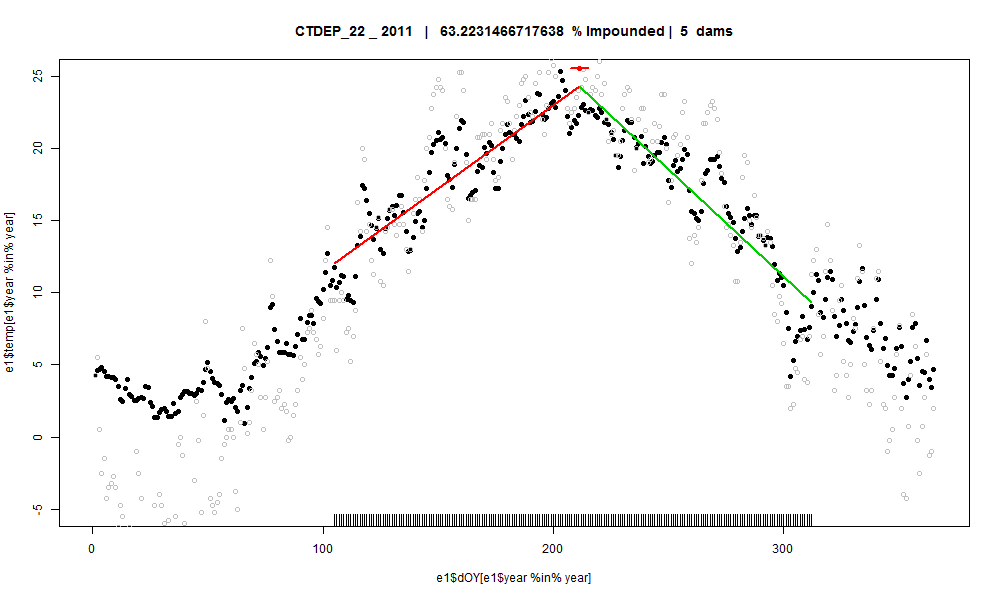 CTDEP_22 _ 2011 | 63.2231466717638 % Impounded | 5 dams
e1$temp[e1$year %in% year]
25
20
15
10
5
0
-5
0 100 200 300
e1$dOY[e1$year %in% year]